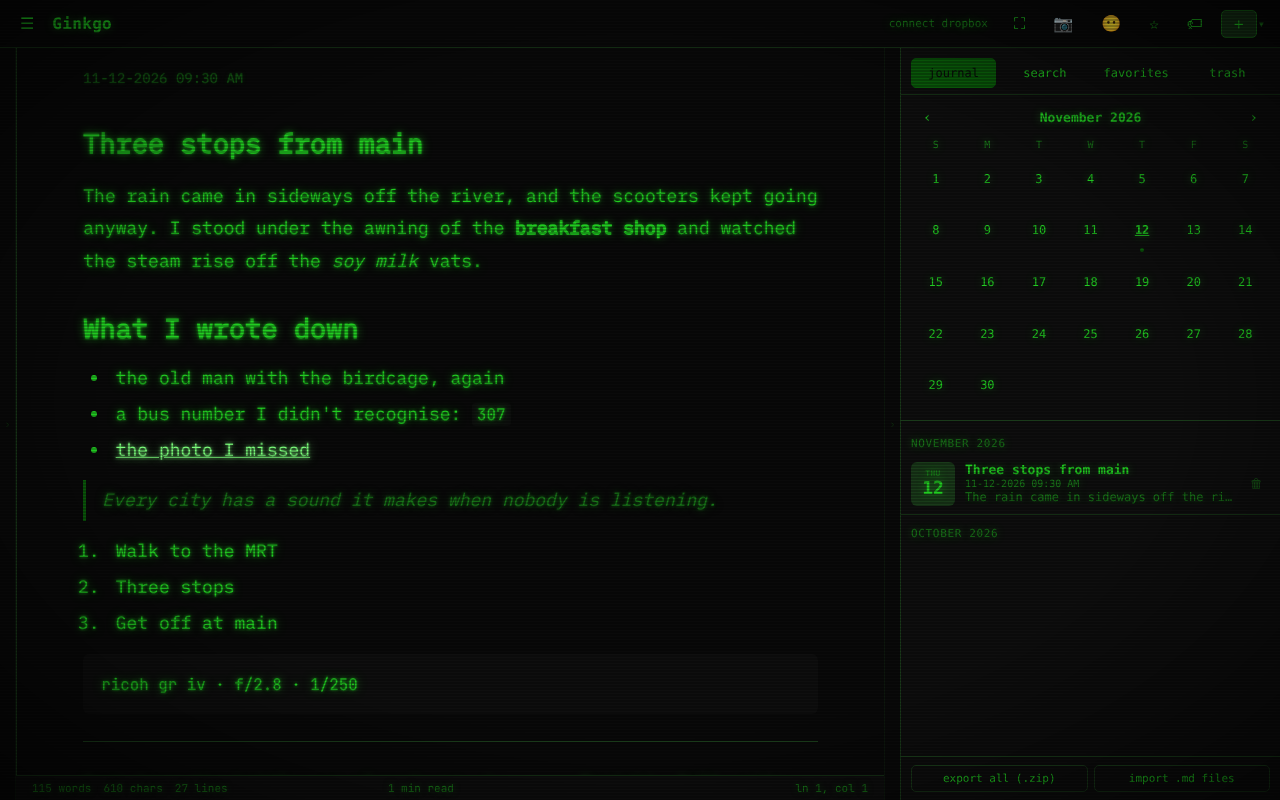 ☰ Ginkgo
connect dropbox
11-12-2026 09:30 AM
Three stops from main
The rain came in sideways off the river, and the scooters kept going
anyway. I stood under the awning of the breakfast shop and watched
the steam rise off the soy milk vats.
What I wrote down
• the old man with the birdcage, again
• a bus number I didn't recognise: 307
• the photo I missed
Every city has a sound it makes when nobody is listening.
1. Walk to the MRT
2. Three stops
3. Get off at main
ricoh gr iv · f/2.8 · 1/250
115 words 610 chars 27 lines
1 min read
ln 1, col 1
journal search favorites trash
‹ November 2026 ›
S M T W T F S
1 2 3 4 5 6 7
8 9 10 11 12 13 14
15 16 17 18 19 20 21
22 23 24 25 26 27 28
29 30
NOVEMBER 2026
THU
12
Three stops from main
11-12-2026 09:30 AM
The rain came in sideways off the ri…
OCTOBER 2026
export all (.zip)
import .md files